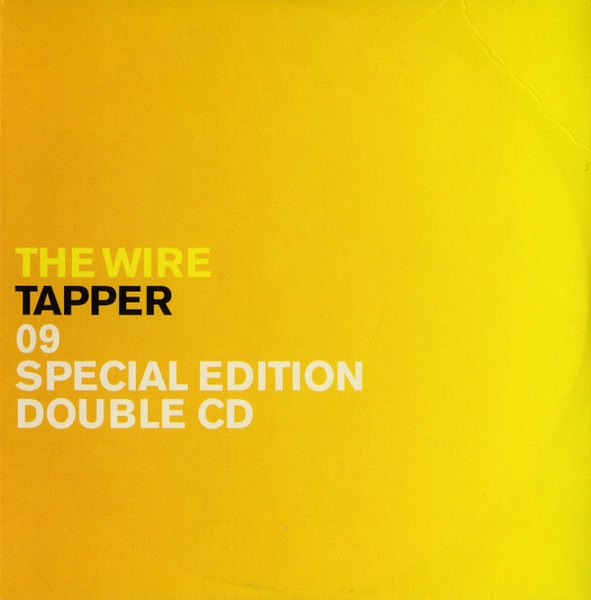 THE WIRE
TAPPER
09
SPECIAL EDITION
DOUBLE CD